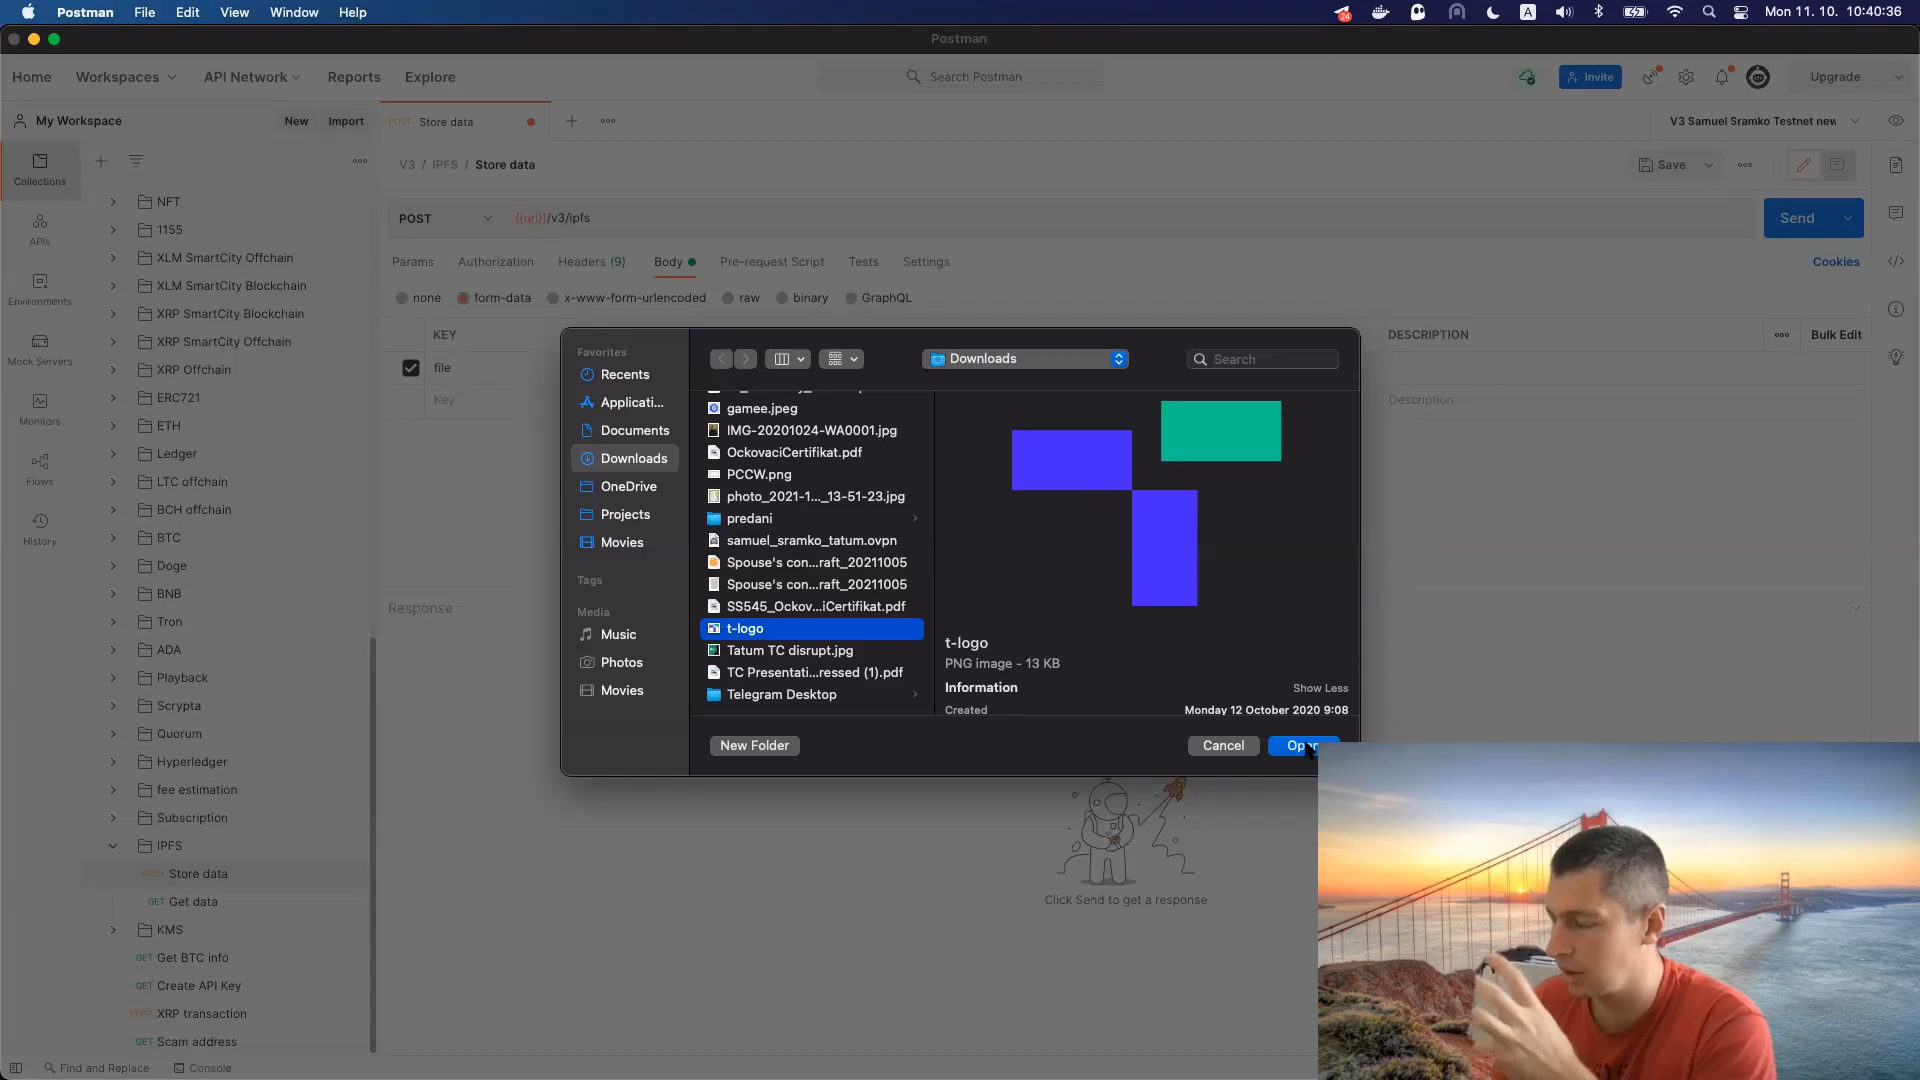 Postman File Edit View Window Help
24
A
Mon 11. 10. 10:40:36
Postman
Home Workspaces API Network Reports Explore
Search Postman
Invite
Upgrade
My Workspace
New Import
POST Store data
V3 Samuel Sramko Testnet new
Collections
APIs
Environments
Mock Servers
Monitors
Flows
History
NFT
1155
XLM SmartCity Offchain
XLM SmartCity Blockchain
XRP SmartCity Blockchain
XRP SmartCity Offchain
XRP Offchain
ERC721
ETH
Ledger
LTC offchain
BCH offchain
BTC
Doge
BNB
Tron
ADA
Playback
Scrypta
Quorum
Hyperledger
fee estimation
Subscription
IPFS
POST Store data
GET Get data
KMS
GET Get BTC info
GET Create API Key
POST XRP transaction
GET Scam address
V3 / IPFS / Store data
Save
POST {{url}}/v3/ipfs
Send
Params Authorization Headers (9) Body Pre-request Script Tests Settings
Cookies
none form-data x-www-form-urlencoded raw binary GraphQL
KEY
DESCRIPTION
Bulk Edit
file
Key
Description
Response
Favorites
Recents
Applicati...
Documents
Downloads
OneDrive
Projects
Movies
Tags
Media
Music
Photos
Movies
Downloads
Search
gamee.jpeg
IMG-20201024-WA0001.jpg
OckovaciCertifikat.pdf
PCCW.png
photo_2021-1..._13-51-23.jpg
predani
samuel_sramko_tatum.ovpn
Spouse's con...raft_20211005
Spouse's con...raft_20211005
SS545_Ockov...iCertifikat.pdf
t-logo
Tatum TC disrupt.jpg
TC Presentati...ressed (1).pdf
Telegram Desktop
t-logo
PNG image - 13 KB
Information
Show Less
Created
Monday 12 October 2020 9:08
New Folder
Cancel
Open
Click Send to get a response
Find and Replace
Console